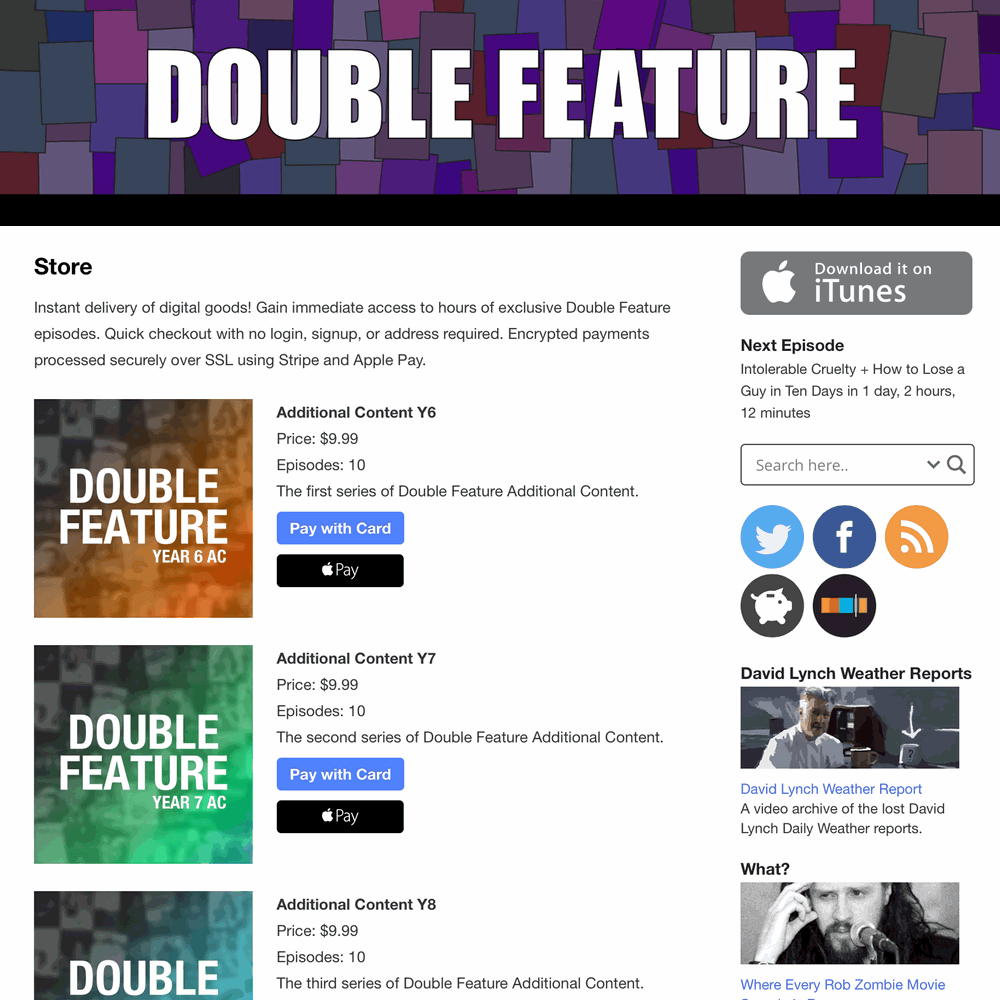 DOUBLE FEATURE
Store
Instant delivery of digital goods! Gain immediate access to hours of exclusive Double Feature
episodes. Quick checkout with no login, signup, or address required. Encrypted payments
processed securely over SSL using Stripe and Apple Pay.
DOUBLE
FEATURE
YEAR 6 AC
Additional Content Y6
Price: $9.99
Episodes: 10
The first series of Double Feature Additional Content.
Pay with Card
Pay
DOUBLE
FEATURE
YEAR 7 AC
Additional Content Y7
Price: $9.99
Episodes: 10
The second series of Double Feature Additional Content.
Pay with Card
Pay
DOUBLE
Additional Content Y8
Price: $9.99
Episodes: 10
The third series of Double Feature Additional Content.
Download it on
iTunes
Next Episode
Intolerable Cruelty + How to Lose a
Guy in Ten Days in 1 day, 2 hours,
12 minutes
Search here..
David Lynch Weather Reports
?
David Lynch Weather Report
A video archive of the lost David
Lynch Daily Weather reports.
What?
Where Every Rob Zombie Movie